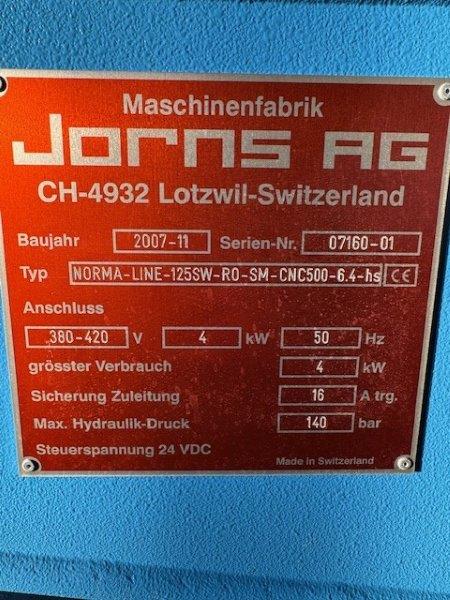 Maschinenfabrik
Jorns AG
CH-4932 Lotzwil-Switzerland
Baujahr 2007-11 Serien-Nr. 07160-01
Typ NORMA-LINE-125SW-RO-SM-CNC500-6.4-hs CE
Anschluss
380-420 V 4 kW 50 Hz
grösster Verbrauch 4 kW
Sicherung Zuleitung 16 A trg.
Max. Hydraulik-Druck 140 bar
Steuerspannung 24 VDC
Made in Switzerland